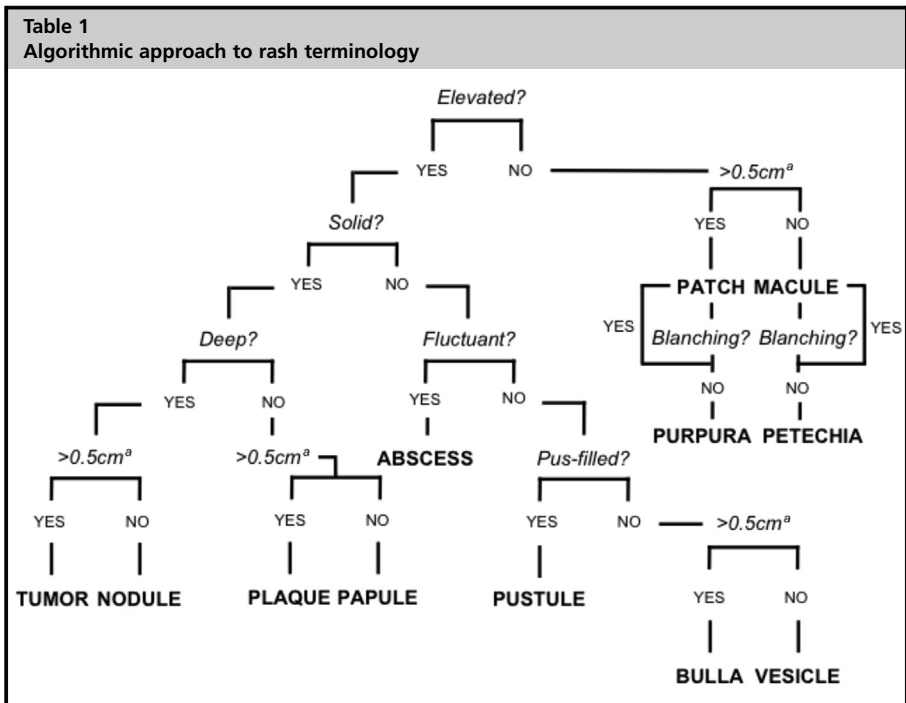 Table 1
Algorithmic approach to rash terminology
Elevated?
YES NO >0.5cmᵃ
Solid? YES NO
YES NO PATCH MACULE
Deep? Fluctuant? YES Blanching? Blanching? YES
YES NO YES NO NO NO
>0.5cmᵃ >0.5cmᵃ ABSCESS Pus-filled? PURPURA PETECHIA
YES NO YES NO YES NO >0.5cmᵃ
TUMOR NODULE PLAQUE PAPULE PUSTULE YES NO
BULLA VESICLE